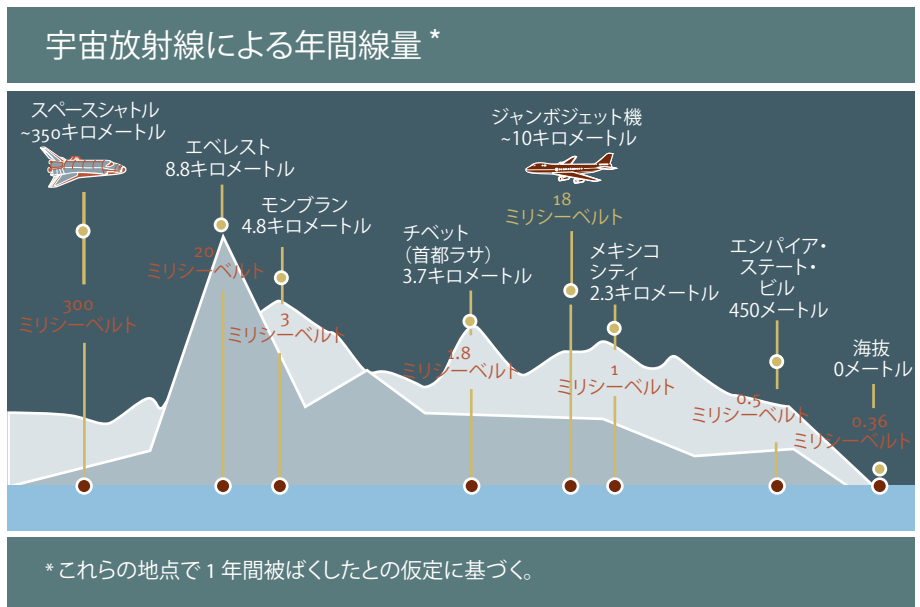 宇宙放射線による年間線量 *
スペースシャトル
~350キロメートル
300
ミリシーベルト
エベレスト
8.8キロメートル
20
ミリシーベルト
モンブラン
4.8キロメートル
3
ミリシーベルト
チベット
(首都ラサ)
3.7キロメートル
1.8
ミリシーベルト
ジャンボジェット機
~10キロメートル
18
ミリシーベルト
メキシコ
シティ
2.3キロメートル
1
ミリシーベルト
エンパイア・
ステート・
ビル
450メートル
0.5
ミリシーベルト
海抜
0メートル
0.36
ミリシーベルト
* これらの地点で 1 年間被ばくしたとの仮定に基づく。